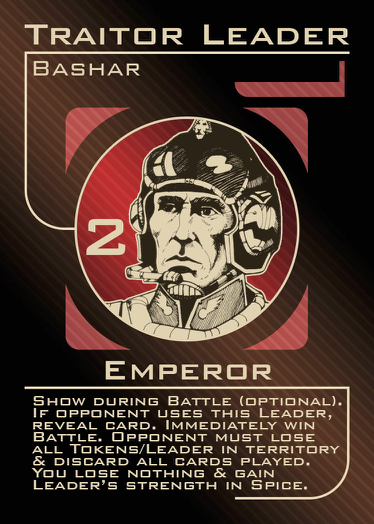 Traitor Leader
Bashar
2
Emperor
Show during Battle (optional).
If opponent uses this Leader,
reveal card. Immediately win
Battle. Opponent must lose
all Tokens/Leader in territory
& discard all cards played.
You lose nothing & gain
Leader's strength in Spice.